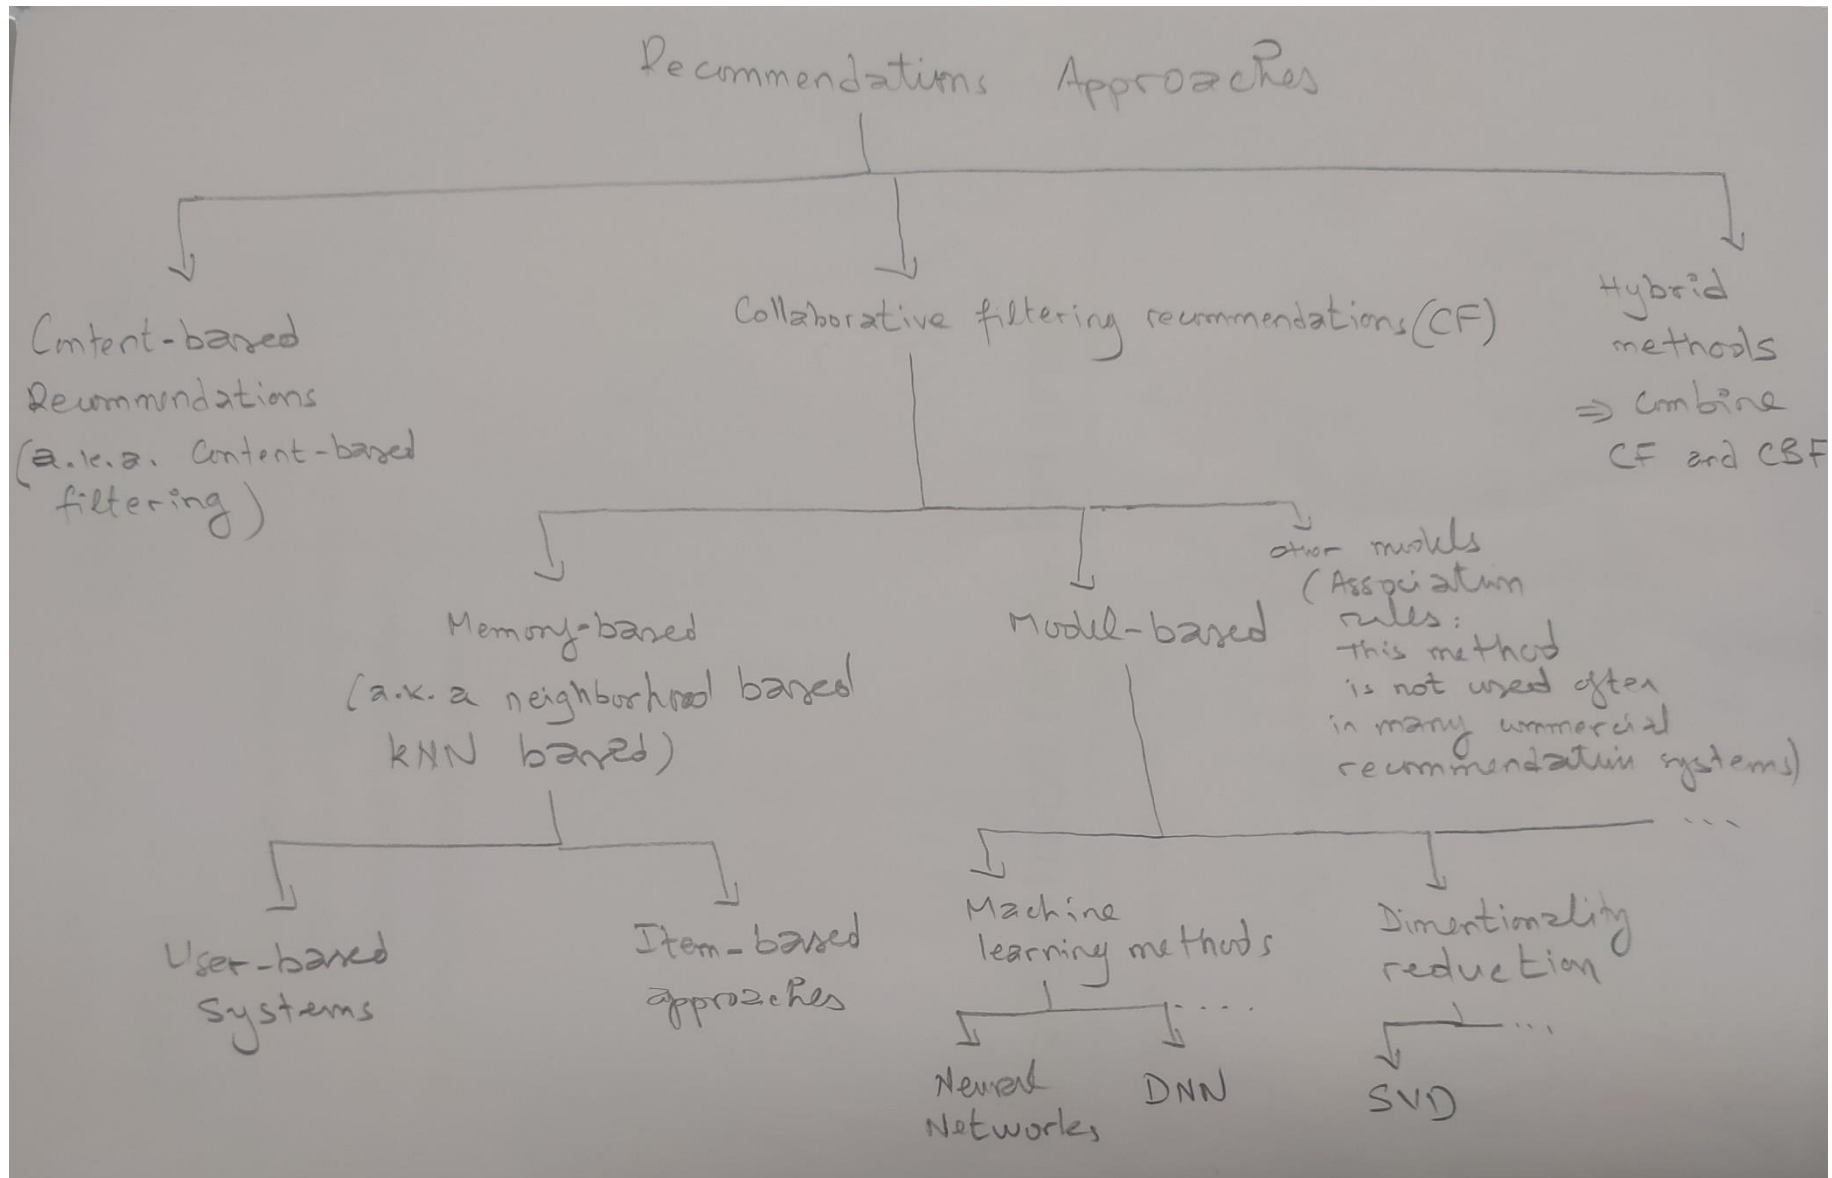 Recommendations Approaches
Content-based
Recommendations
(a.k.a. Content-based
filtering)
Collaborative filtering recommendations (CF)
Hybrid
methods
⇒ Combine
CF and CBF
Memory-based
(a.k.a neighborhood based
kNN based)
Model-based
other models
(Association
rules:
This method
is not used often
in many commercial
recommendation systems)
...
User-based
Systems
Item-based
approaches
Machine
learning methods
Dimentionality
reduction
....
...
Neural
Networks
DNN
SVD